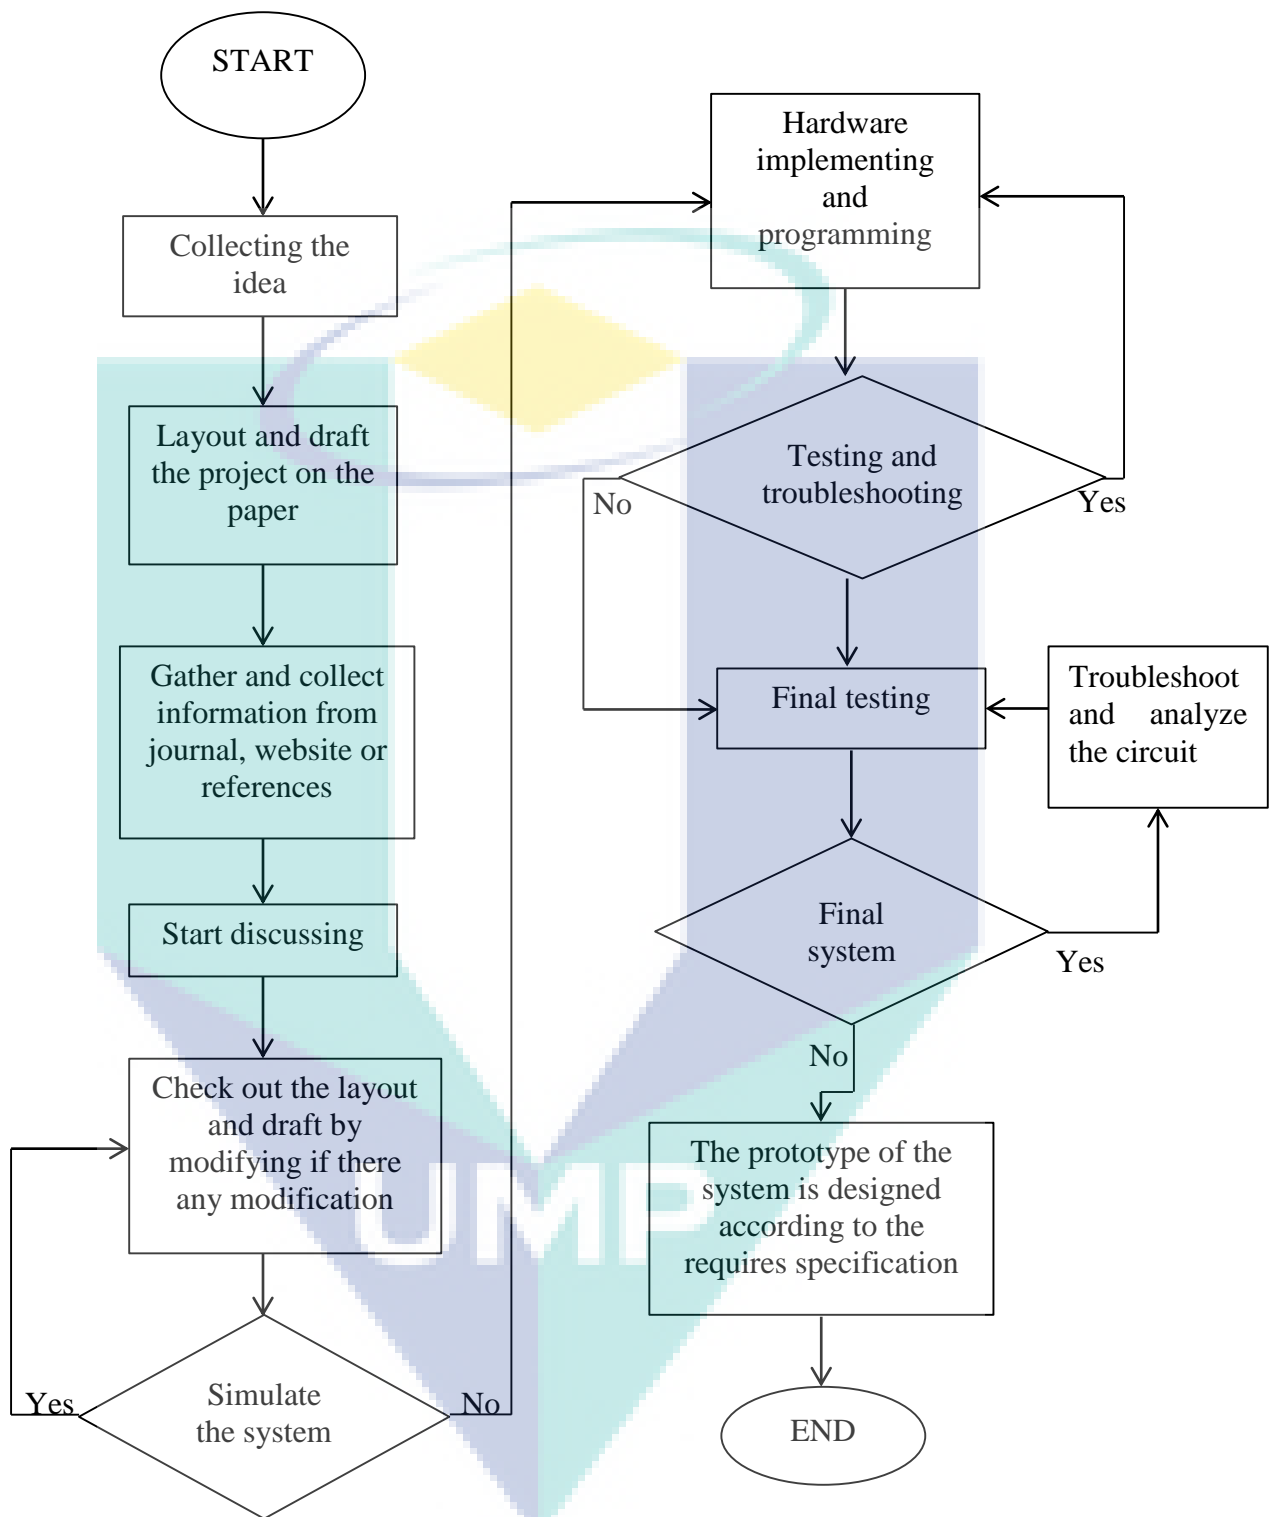 START
Collecting the
idea
Layout and draft
the project on the
paper
Gather and collect
information from
journal, website or
references
Start discussing
Check out the layout
and draft by
modifying if there
any modification
Simulate
the system
Yes
No
Hardware
implementing
and
programming
Testing and
troubleshooting
No
Yes
Final testing
Troubleshoot
and analyze
the circuit
Final
system
Yes
No
The prototype of the
system is designed
according to the
requires specification
END
UMP